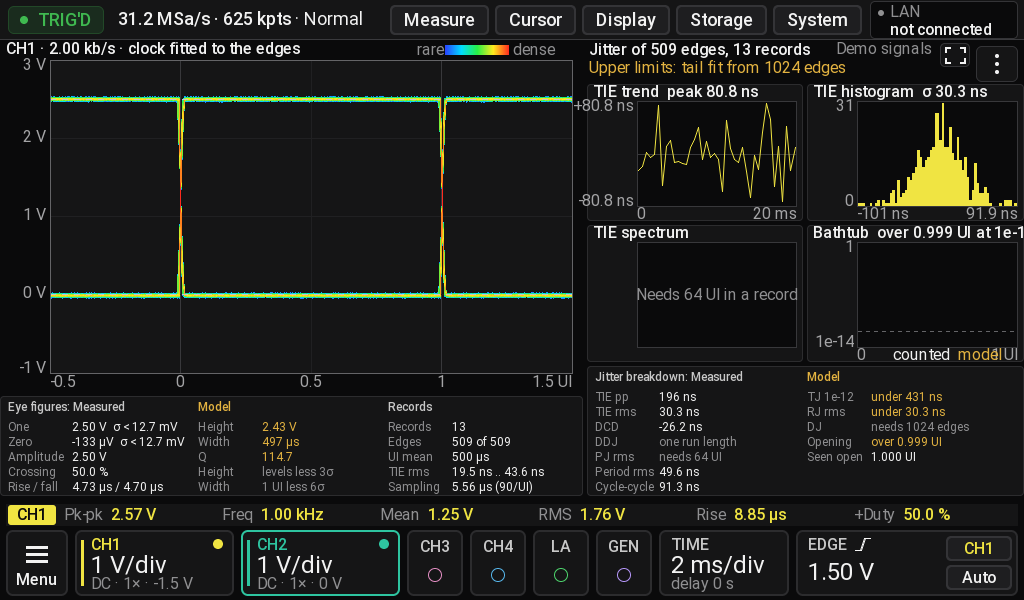 TRIG'D
31.2 MSa/s · 625 kpts · Normal
Measure
Cursor
Display
Storage
System
LAN
not connected
CH1 · 2.00 kb/s · clock fitted to the edges
rare
dense
Jitter of 509 edges, 13 records
Demo signals
Upper limits: tail fit from 1024 edges
3 V
2 V
1 V
0 V
-1 V
-0.5
0
0.5
1
1.5 UI
TIE trend peak 80.8 ns
+80.8 ns
-80.8 ns
0
20 ms
TIE histogram σ 30.3 ns
31
0
-101 ns
91.9 ns
TIE spectrum
Needs 64 UI in a record
Bathtub over 0.999 UI at 1e-1
1
1e-14
0
counted
model
UI
Eye figures: Measured
Model
Records
One 2.50 V σ < 12.7 mV
Height 2.43 V
Records 13
Zero -133 µV σ < 12.7 mV
Width 497 µs
Edges 509 of 509
Amplitude 2.50 V
Q 114.7
UI mean 500 µs
Crossing 50.0 %
Height levels less 3σ
TIE rms 19.5 ns .. 43.6 ns
Rise / fall 4.73 µs / 4.70 µs
Width 1 UI less 6σ
Sampling 5.56 µs (90/UI)
Jitter breakdown: Measured
Model
TIE pp 196 ns
TJ 1e-12 under 431 ns
TIE rms 30.3 ns
RJ rms under 30.3 ns
DCD -26.2 ns
DJ needs 1024 edges
DDJ one run length
Opening over 0.999 UI
PJ rms needs 64 UI
Seen open 1.000 UI
Period rms 49.6 ns
Cycle-cycle 91.3 ns
CH1
Pk-pk 2.57 V
Freq 1.00 kHz
Mean 1.25 V
RMS 1.76 V
Rise 8.85 µs
+Duty 50.0 %
Menu
CH1
1 V/div
DC · 1× · -1.5 V
CH2
1 V/div
DC · 1× · 0 V
CH3
CH4
LA
GEN
TIME
2 ms/div
delay 0 s
EDGE
1.50 V
CH1
Auto